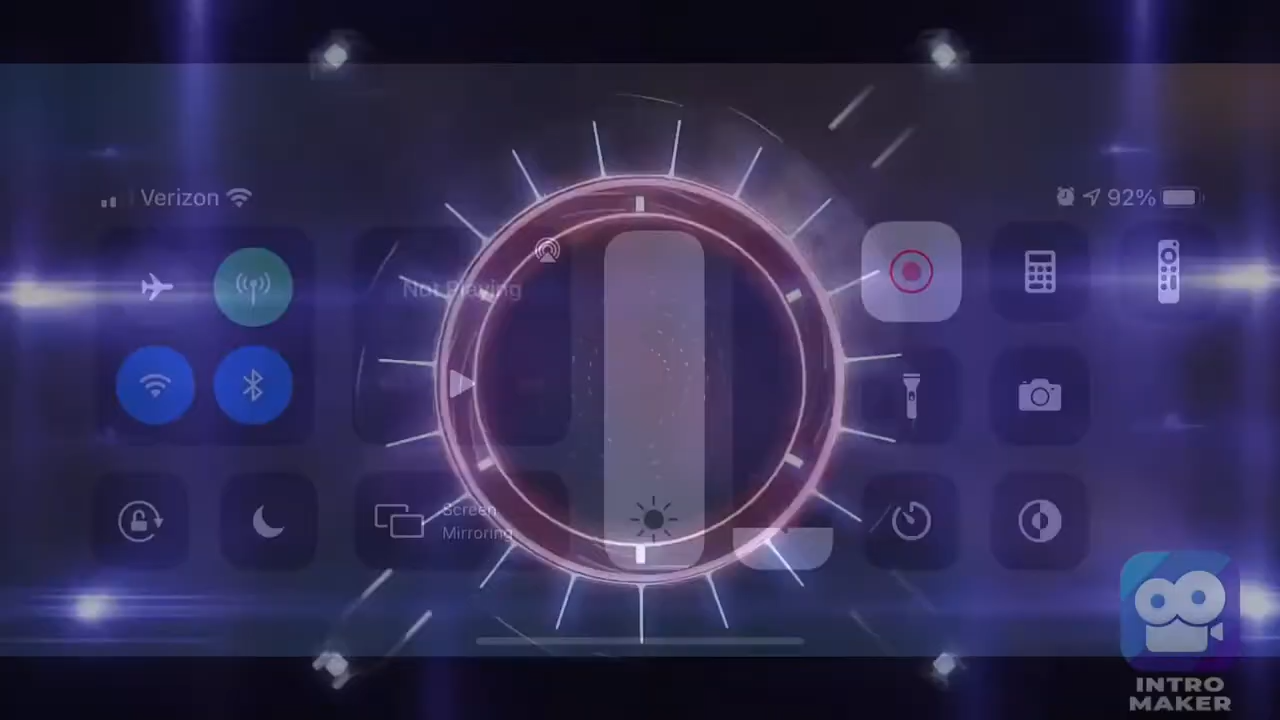 Verizon
92%
Not Playing
Screen
Mirroring
INTRO
MAKER